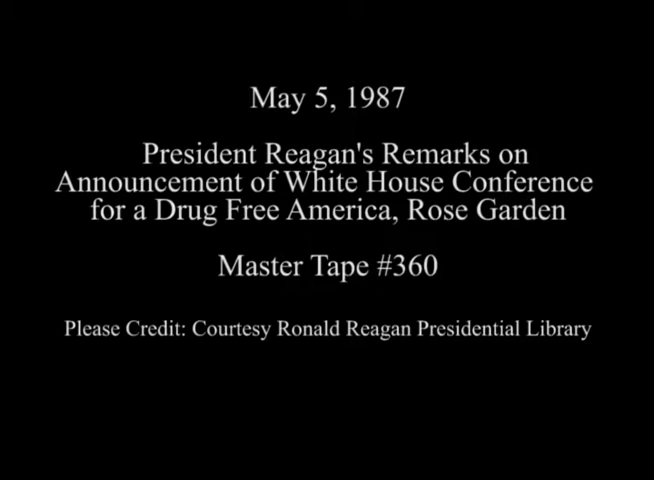 May 5, 1987
President Reagan's Remarks on
Announcement of White House Conference
for a Drug Free America, Rose Garden
Master Tape #360
Please Credit: Courtesy Ronald Reagan Presidential Library